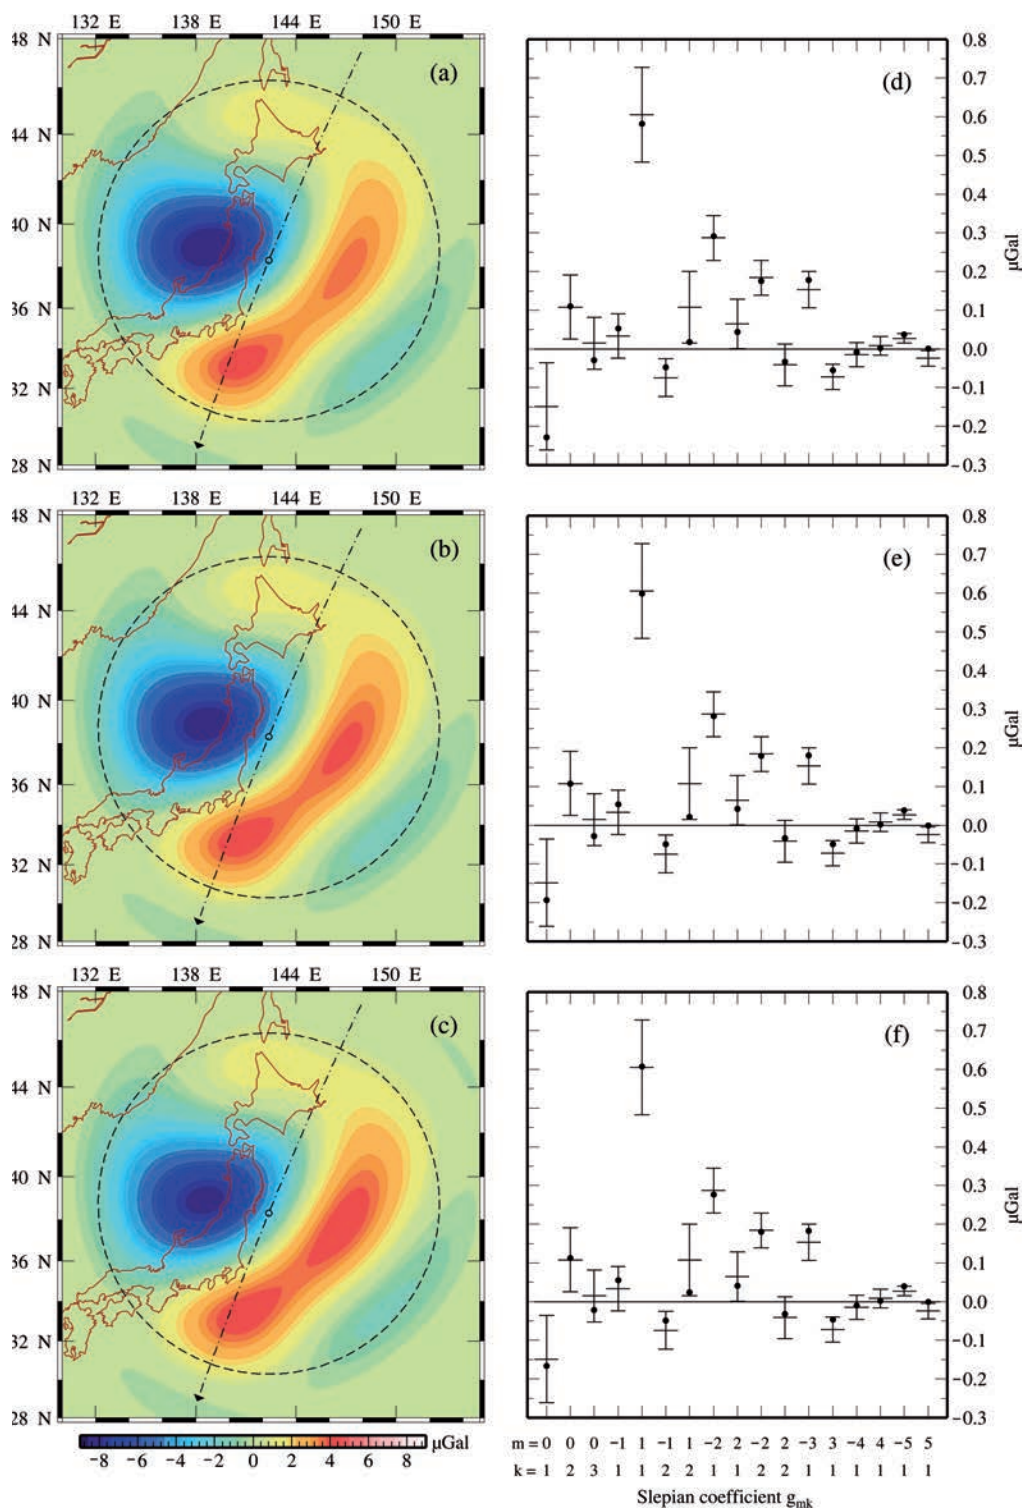 132 E 138 E 144 E 150 E
48 N
44 N
40 N
36 N
32 N
28 N
(a)
0.8
0.7
0.6
0.5
0.4
0.3
0.2
0.1
0.0
−0.1
−0.2
−0.3
µGal
(d)
132 E 138 E 144 E 150 E
48 N
44 N
40 N
36 N
32 N
28 N
(b)
0.8
0.7
0.6
0.5
0.4
0.3
0.2
0.1
0.0
−0.1
−0.2
−0.3
µGal
(e)
132 E 138 E 144 E 150 E
48 N
44 N
40 N
36 N
32 N
28 N
(c)
0.8
0.7
0.6
0.5
0.4
0.3
0.2
0.1
0.0
−0.1
−0.2
−0.3
µGal
(f)
−8 −6 −4 −2 0 2 4 6 8 µGal
m = 0 0 0 −1 1 −1 1 −2 2 −2 2 −3 3 −4 4 −5 5
k = 1 2 3 1 1 2 2 1 1 2 2 1 1 1 1 1 1
Slepian coefficient gmk